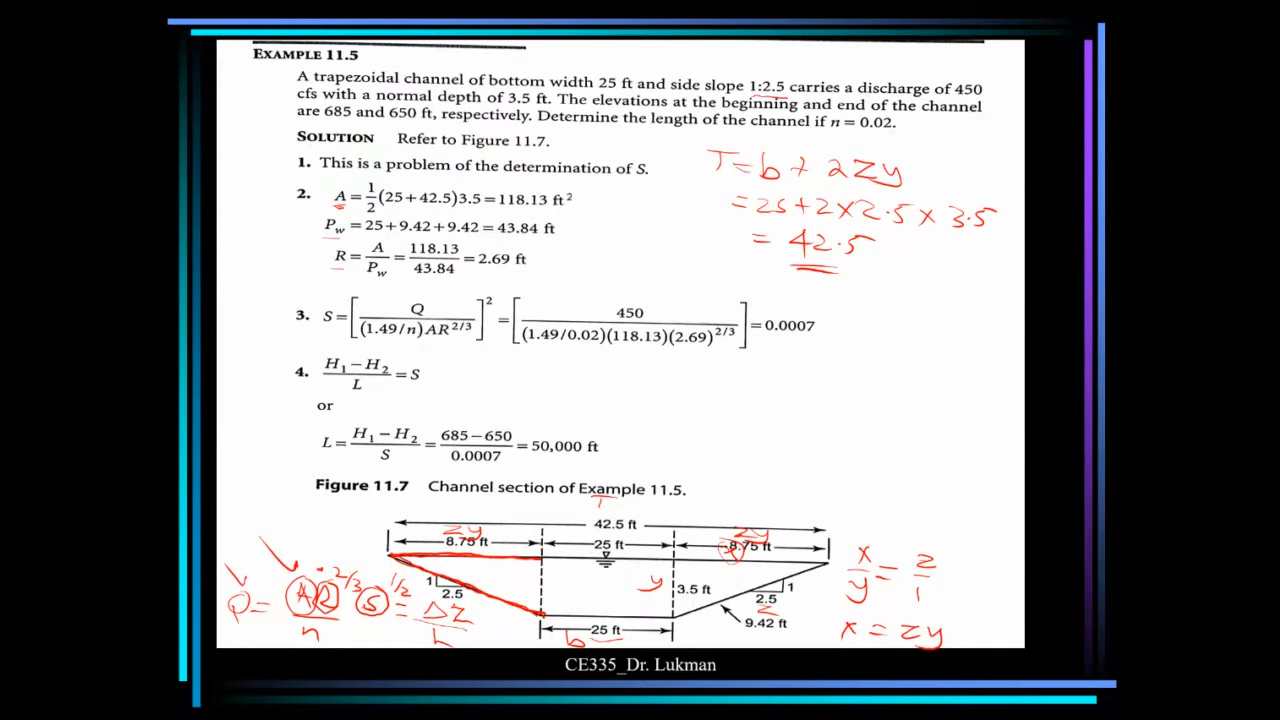 EXAMPLE 11.5
A trapezoidal channel of bottom width 25 ft and side slope 1:2.5 carries a discharge of 450
cfs with a normal depth of 3.5 ft. The elevations at the beginning and end of the channel
are 685 and 650 ft, respectively. Determine the length of the channel if n = 0.02.
SOLUTION Refer to Figure 11.7.
1. This is a problem of the determination of S.
2. A = 1/2 (25 + 42.5)3.5 = 118.13 ft²
P_w = 25 + 9.42 + 9.42 = 43.84 ft
R = A/P_w = 118.13/43.84 = 2.69 ft
T = b + 2zy
= 25 + 2 × 2.5 × 3.5
= 42.5
3. S = [Q/((1.49/n) AR^2/3)]² = [450/((1.49/0.02)(118.13)(2.69)^2/3)] = 0.0007
4. (H₁ − H₂)/L = S
or
L = (H₁ − H₂)/S = (685 − 650)/0.0007 = 50,000 ft
Figure 11.7 Channel section of Example 11.5.
T
42.5 ft
zy zy
8.75 ft 25 ft 8.75 ft
1 2.5 y 3.5 ft 2.5 1
z
9.42 ft
b 25 ft
x/y = z/1
x = zy
Q = A R^2/3 S^1/2 / n
= Δz/L
CE335_Dr. Lukman